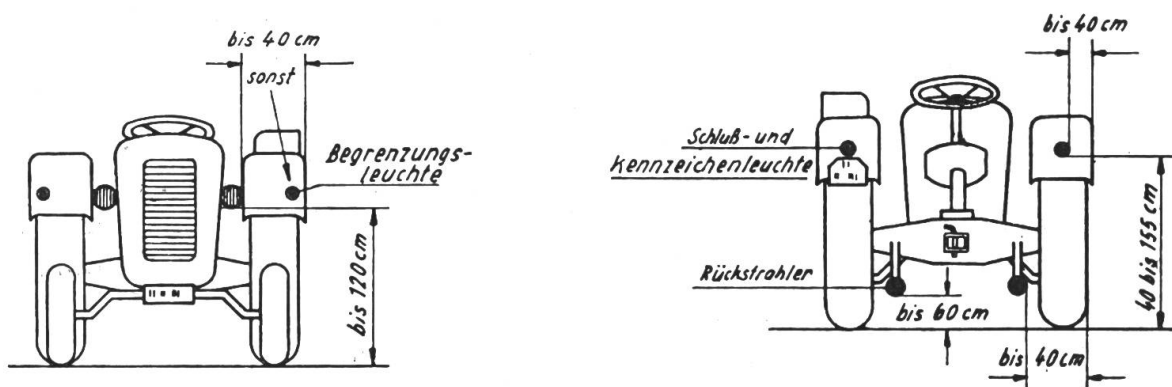 bis 40 cm
sonst
Begrenzungs-
leuchte
bis 120 cm
bis 40 cm
Schluß- und
Kennzeichenleuchte
Rückstrahler
bis 60 cm
40 bis 155 cm
bis 40 cm